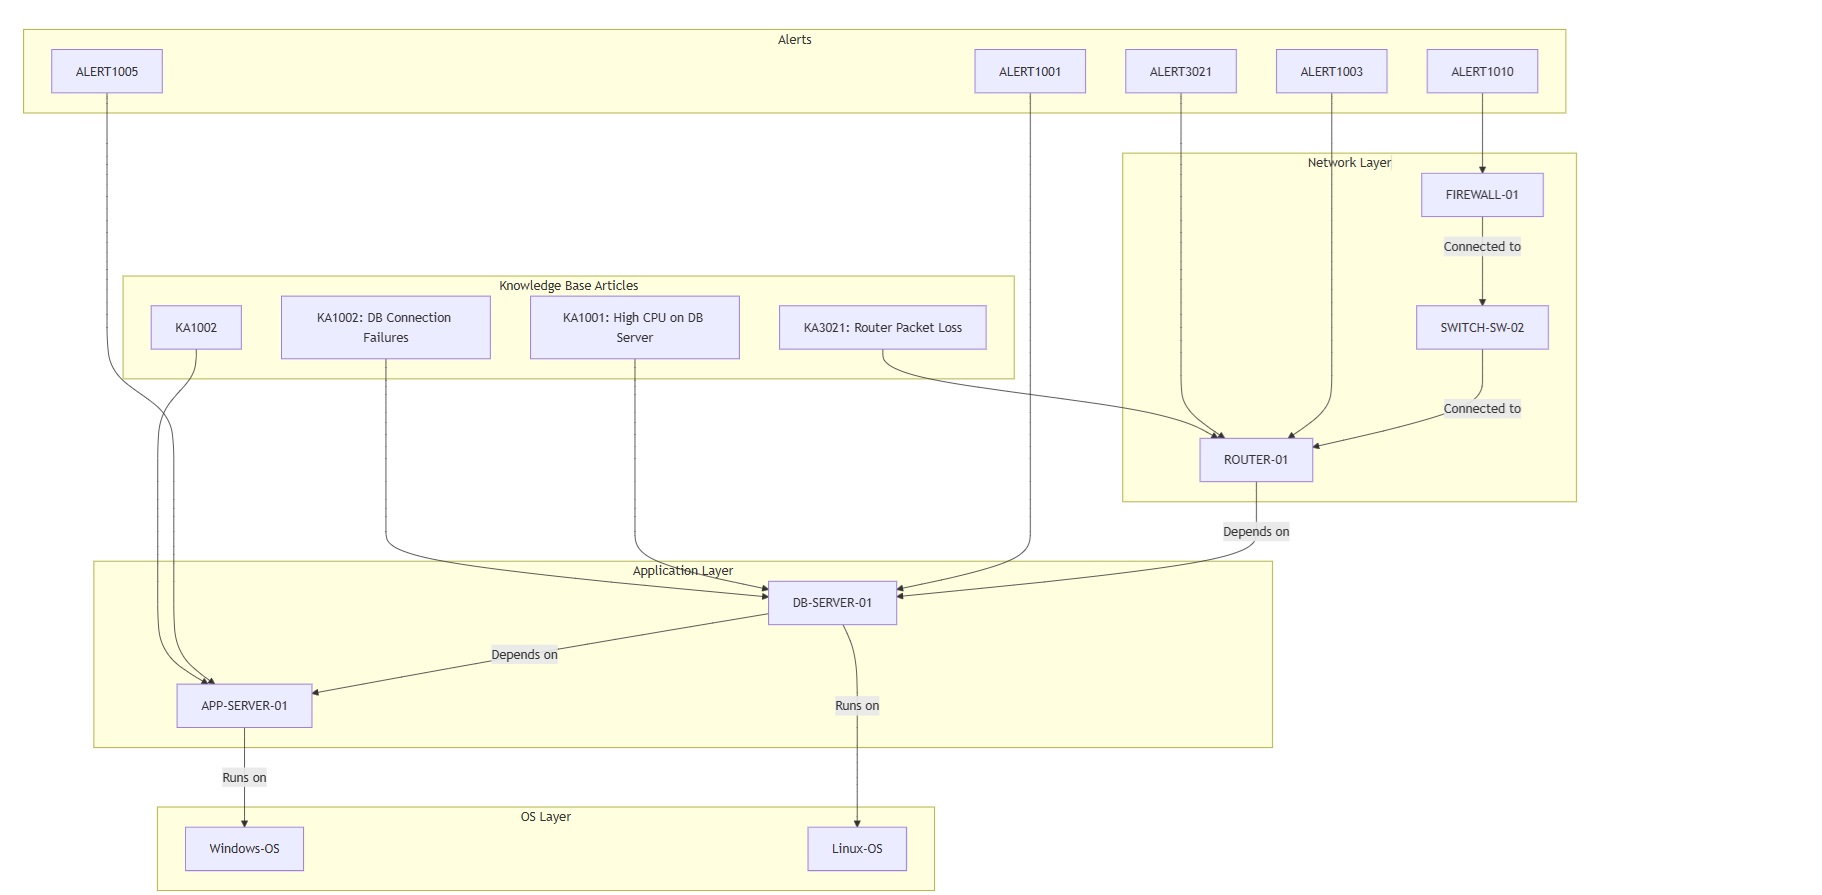 Alerts
ALERT1005
ALERT1001
ALERT3021
ALERT1003
ALERT1010
Network Layer
FIREWALL-01
Connected to
Knowledge Base Articles
KA1002
KA1002: DB Connection
Failures
KA1001: High CPU on DB
Server
KA3021: Router Packet Loss
SWITCH-SW-02
Connected to
ROUTER-01
Depends on
Application Layer
DB-SERVER-01
Depends on
APP-SERVER-01
Runs on
Runs on
OS Layer
Windows-OS
Linux-OS